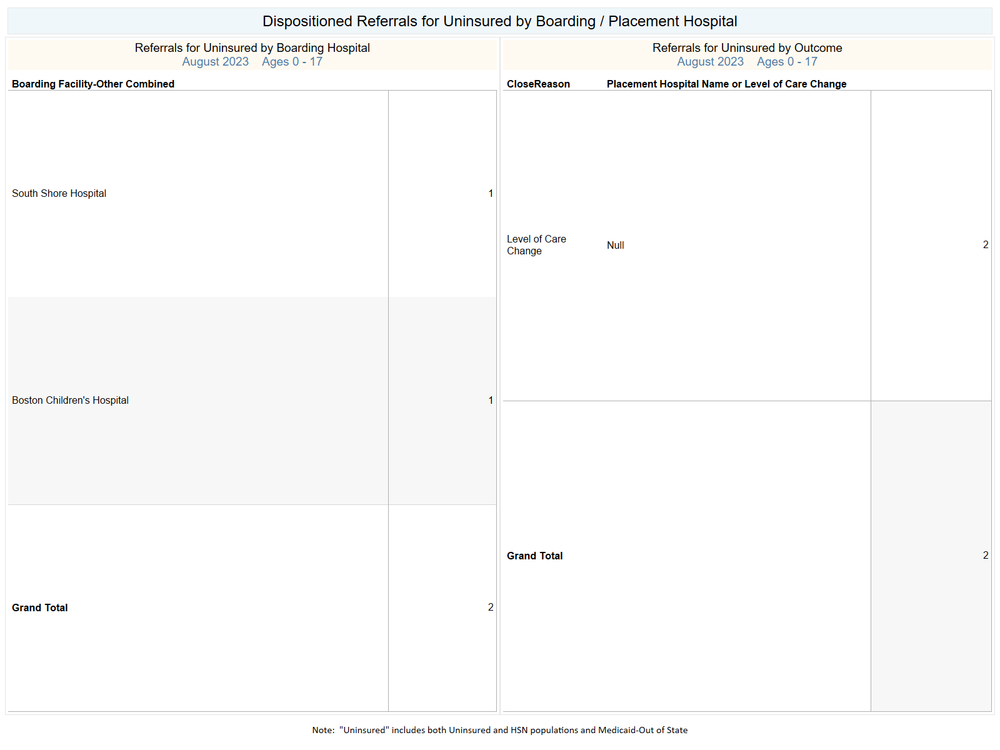 Dispositioned Referrals for Uninsured by Boarding / Placement Hospital
Referrals for Uninsured by Boarding Hospital
August 2023    Ages 0 - 17
Boarding Facility-Other Combined
South Shore Hospital 1
Boston Children's Hospital 1
Grand Total 2
Referrals for Uninsured by Outcome
August 2023    Ages 0 - 17
CloseReason Placement Hospital Name or Level of Care Change
Level of Care
Change Null 2
Grand Total 2
Note:  "Uninsured" includes both Uninsured and HSN populations and Medicaid-Out of State